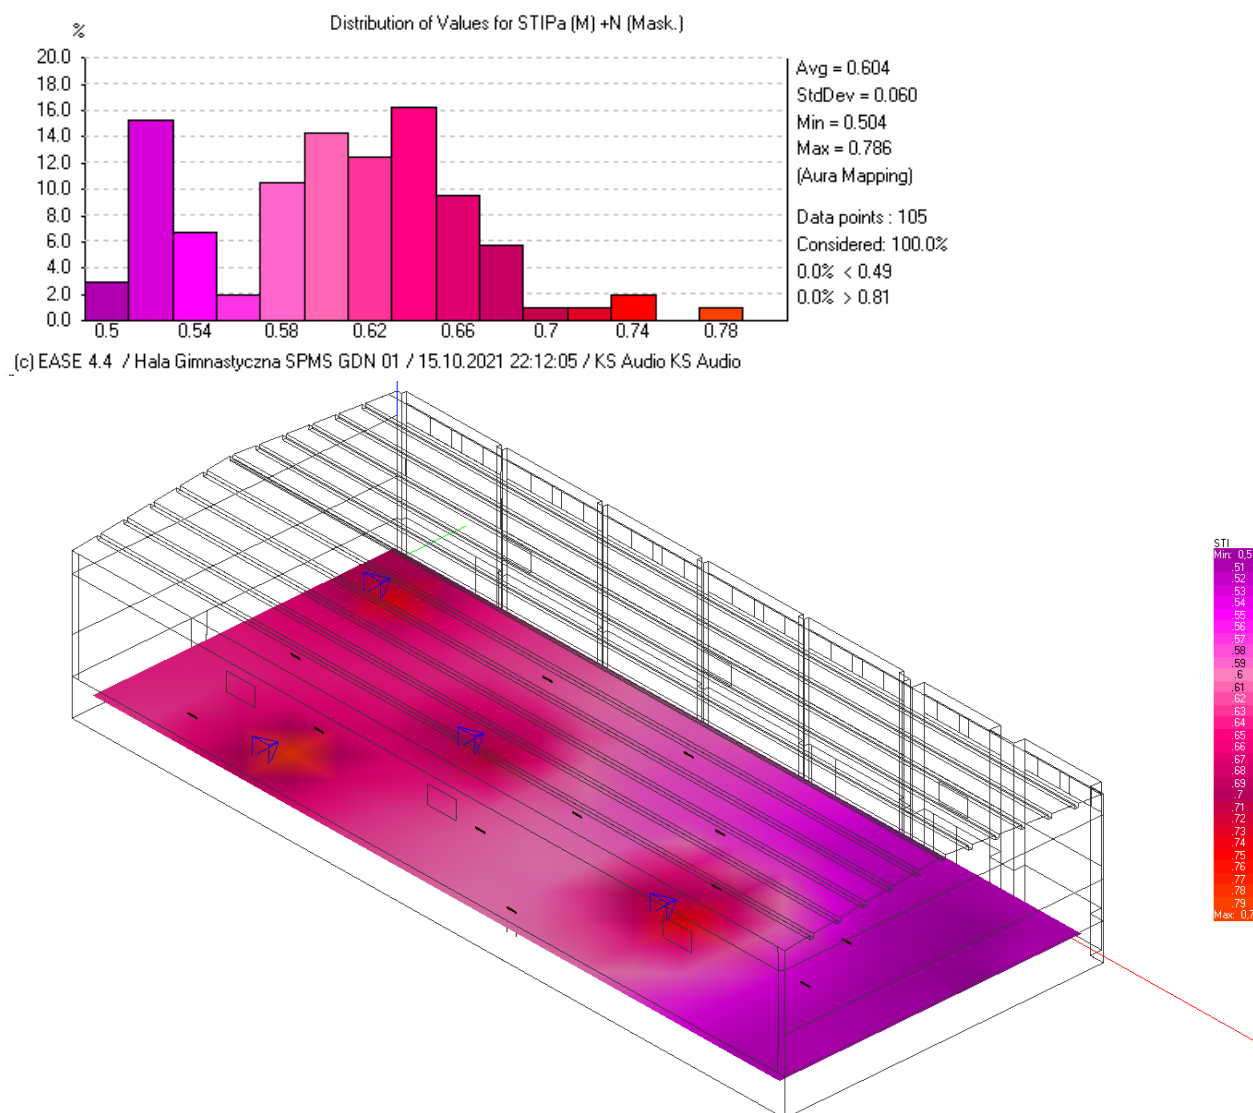 Distribution of Values for STIPa (M) +N (Mask.)
%
20.0
18.0
16.0
14.0
12.0
10.0
8.0
6.0
4.0
2.0
0.0
0.5 0.54 0.58 0.62 0.66 0.7 0.74 0.78
Avg = 0.604
StdDev = 0.060
Min = 0.504
Max = 0.786
(Aura Mapping)
Data points : 105
Considered: 100.0%
0.0% < 0.49
0.0% > 0.81
(c) EASE 4.4 / Hala Gimnastyczna SPMS GDN 01 / 15.10.2021 22:12:05 / KS Audio KS Audio
STI
Min: 0,5
.51
.52
.53
.54
.55
.56
.57
.58
.59
.6
.61
.62
.63
.64
.65
.66
.67
.68
.69
.7
.71
.72
.73
.74
.75
.76
.77
.78
.79
Max: 0,7